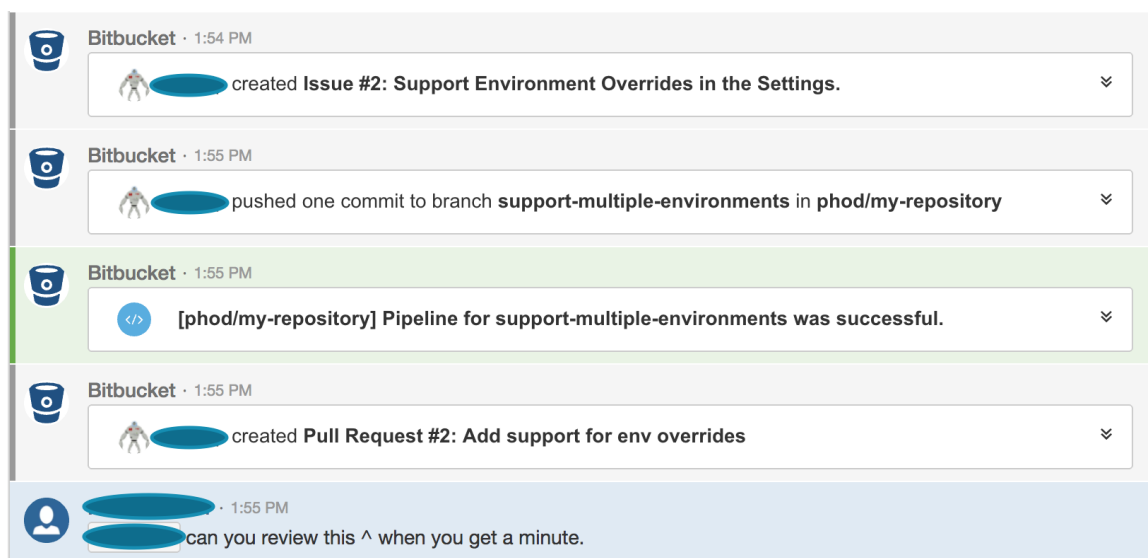 Bitbucket · 1:54 PM
created Issue #2: Support Environment Overrides in the Settings.
Bitbucket · 1:55 PM
pushed one commit to branch support-multiple-environments in phod/my-repository
Bitbucket · 1:55 PM
</> [phod/my-repository] Pipeline for support-multiple-environments was successful.
Bitbucket · 1:55 PM
created Pull Request #2: Add support for env overrides
· 1:55 PM
can you review this ^ when you get a minute.